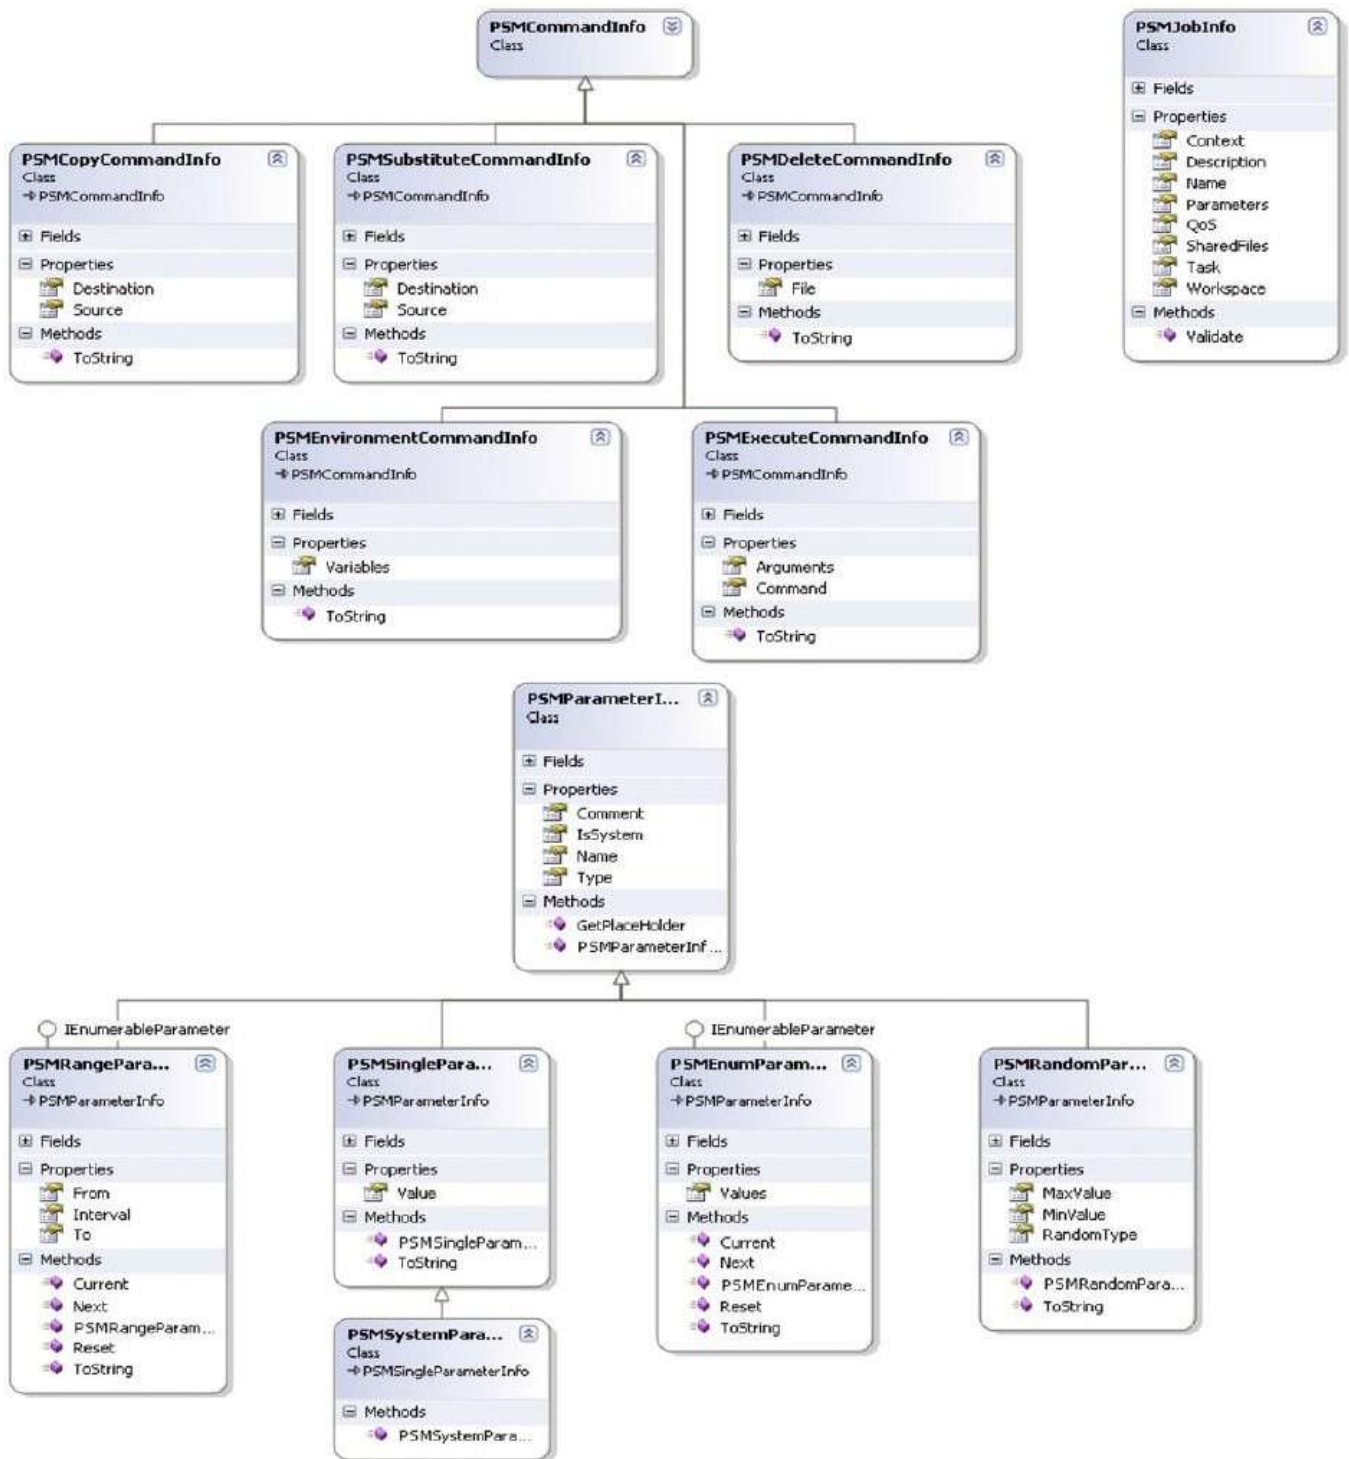 PSMCommandInfo
Class
PSMJobInfo
Class
Fields
Properties
Context
Description
Name
Parameters
QoS
SharedFiles
Task
Workspace
Methods
Validate
PSMCopyCommandInfo
Class
PSMCommandInfo
Fields
Properties
Destination
Source
Methods
ToString
PSMSubstituteCommandInfo
Class
PSMCommandInfo
Fields
Properties
Destination
Source
Methods
ToString
PSMDeleteCommandInfo
Class
PSMCommandInfo
Fields
Properties
File
Methods
ToString
PSMEnvironmentCommandInfo
Class
PSMCommandInfo
Fields
Properties
Variables
Methods
ToString
PSMExecuteCommandInfo
Class
PSMCommandInfo
Fields
Properties
Arguments
Command
Methods
ToString
PSMParameterI...
Class
Fields
Properties
Comment
IsSystem
Name
Type
Methods
GetPlaceHolder
PSMParameterInf...
IEnumerableParameter
PSMRangePara...
Class
PSMParameterInfo
Fields
Properties
From
Interval
To
Methods
Current
Next
PSMRangeParam...
Reset
ToString
PSMSinglePara...
Class
PSMParameterInfo
Fields
Properties
Value
Methods
PSMSingleParam...
ToString
PSMSystemPara...
Class
PSMSingleParameterInfo
Methods
PSMSystemPara...
IEnumerableParameter
PSMEnumParam...
Class
PSMParameterInfo
Fields
Properties
Values
Methods
Current
Next
PSMEnumParame...
Reset
ToString
PSMRandomPar...
Class
PSMParameterInfo
Fields
Properties
MaxValue
MinValue
RandomType
Methods
PSMRandomPara...
ToString